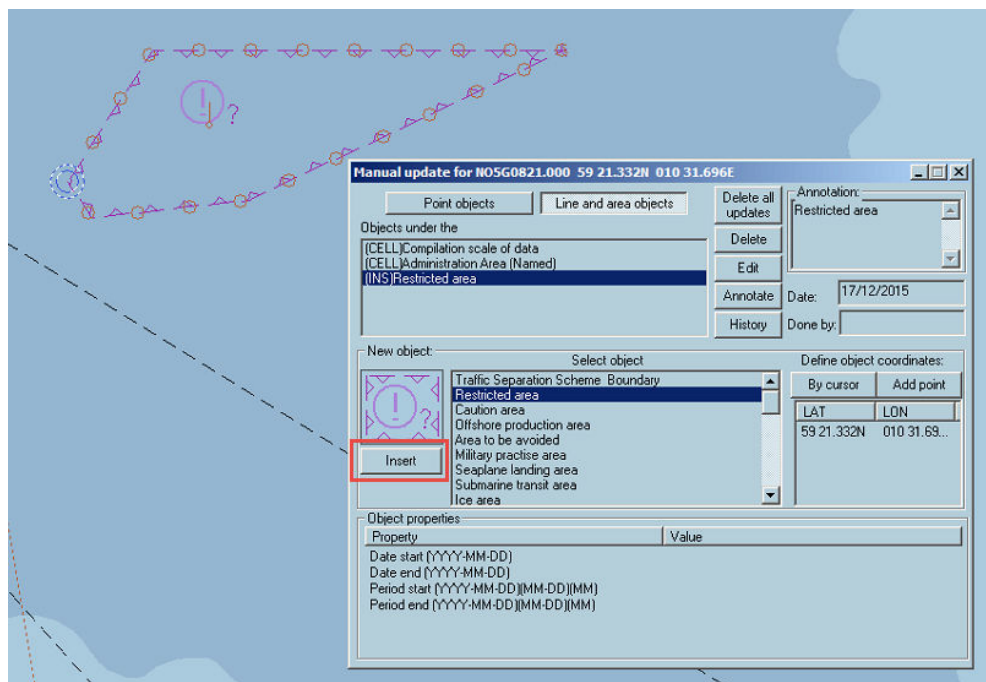 Manual update for NO5G0821.000 59 21.332N 010 31.696E
Point objects
Line and area objects
Objects under the
(CELL)Compilation scale of data
(CELL)Administration Area (Named)
(INS)Restricted area
Delete all updates
Delete
Edit
Annotate
History
Annotation:
Restricted area
Date: 17/12/2015
Done by:
New object:
Select object
Traffic Separation Scheme Boundary
Restricted area
Caution area
Offshore production area
Area to be avoided
Military practise area
Seaplane landing area
Submarine transit area
Ice area
Insert
Define object coordinates:
By cursor
Add point
LAT LON
59 21.332N 010 31.69...
Object properties
Property Value
Date start (YYYY-MM-DD)
Date end (YYYY-MM-DD)
Period start (YYYY-MM-DD)(MM-DD)(MM)
Period end (YYYY-MM-DD)(MM-DD)(MM)